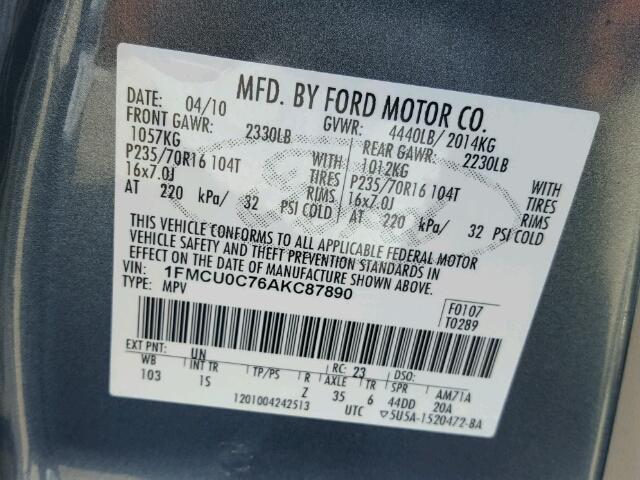 MFD. BY FORD MOTOR CO.
DATE: 04/10 GVWR: 4440LB/ 2014KG
FRONT GAWR: 2330LB REAR GAWR: 2230LB
1057KG WITH 1012KG WITH
P235/70R16 104T TIRES P235/70R16 104T TIRES
16x7.0J RIMS 16x7.0J RIMS
AT 220 kPa/ 32 PSI COLD AT 220 kPa/ 32 PSI COLD
THIS VEHICLE CONFORMS TO ALL APPLICABLE FEDERAL MOTOR
VEHICLE SAFETY AND THEFT PREVENTION STANDARDS IN
EFFECT ON THE DATE OF MANUFACTURE SHOWN ABOVE.
VIN: 1FMCU0C76AKC87890
TYPE: MPV
F0107
T0289
EXT PNT: UN RC: 23 DSO:
WB INT TR TP/PS R AXLE TR SPR AM71A
103 IS Z 35 6 44DD 20A
1201004242513 UTC ▽5U5A-1520472-BA